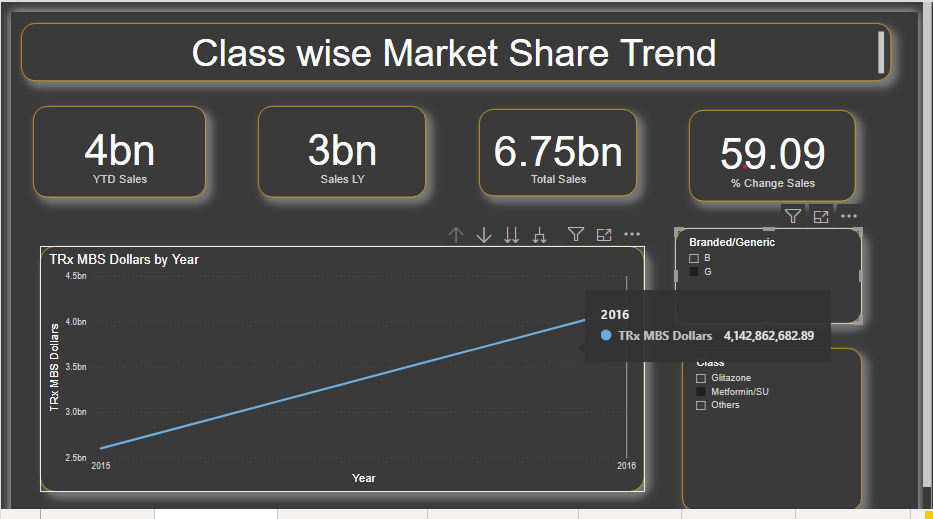 Class wise Market Share Trend
4bn
YTD Sales
3bn
Sales LY
6.75bn
Total Sales
59.09
% Change Sales
TRx MBS Dollars by Year
4.5bn
4.0bn
3.5bn
3.0bn
2.5bn
TRx MBS Dollars
2015
2016
Year
2016
TRx MBS Dollars 4,142,862,682.89
Branded/Generic
B
G
Class
Glitazone
Metformin/SU
Others